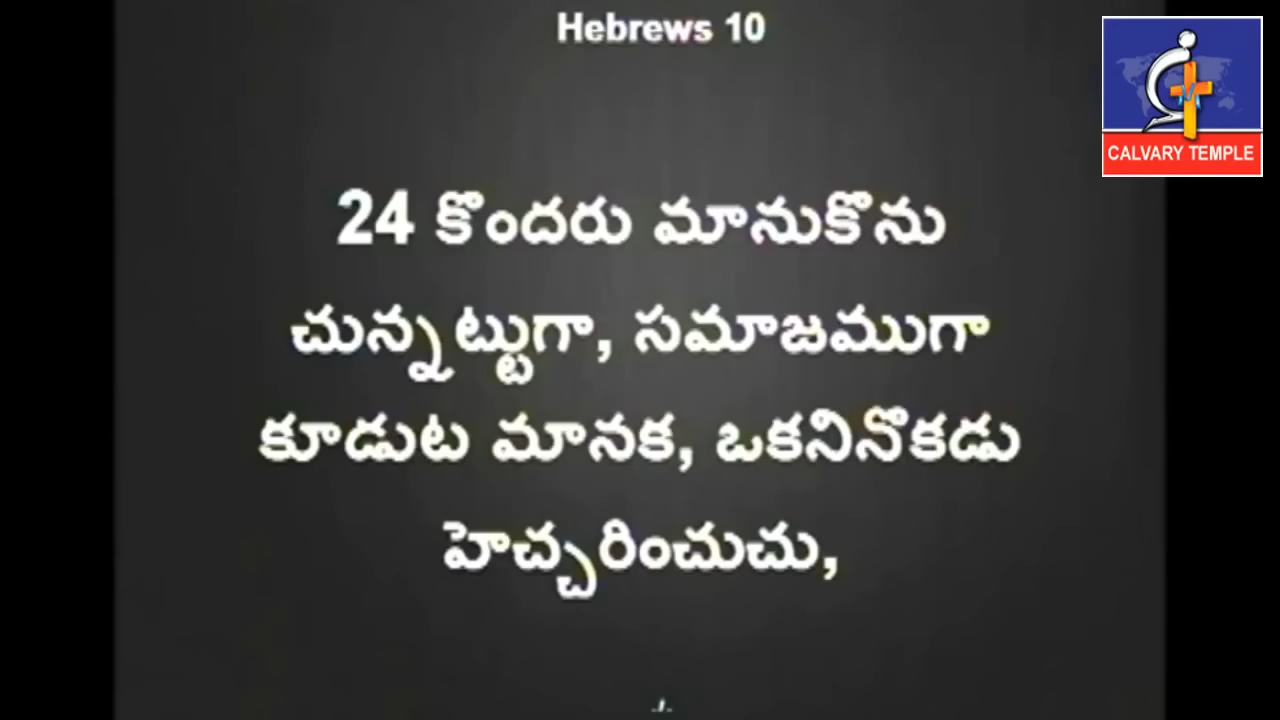 Hebrews 10
CALVARY TEMPLE
24 కొందరు మానుకొను
చున్నట్టుగా, సమాజముగా
కూడుట మానక, ఒకనినొకడు
హెచ్చరించుచు,